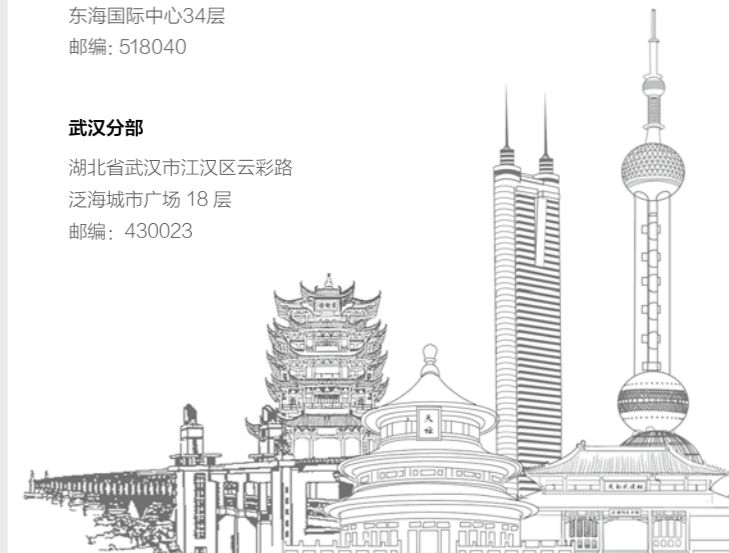 东海国际中心34层
邮编: 518040
武汉分部
湖北省武汉市江汉区云彩路
泛海城市广场 18 层
邮编：430023